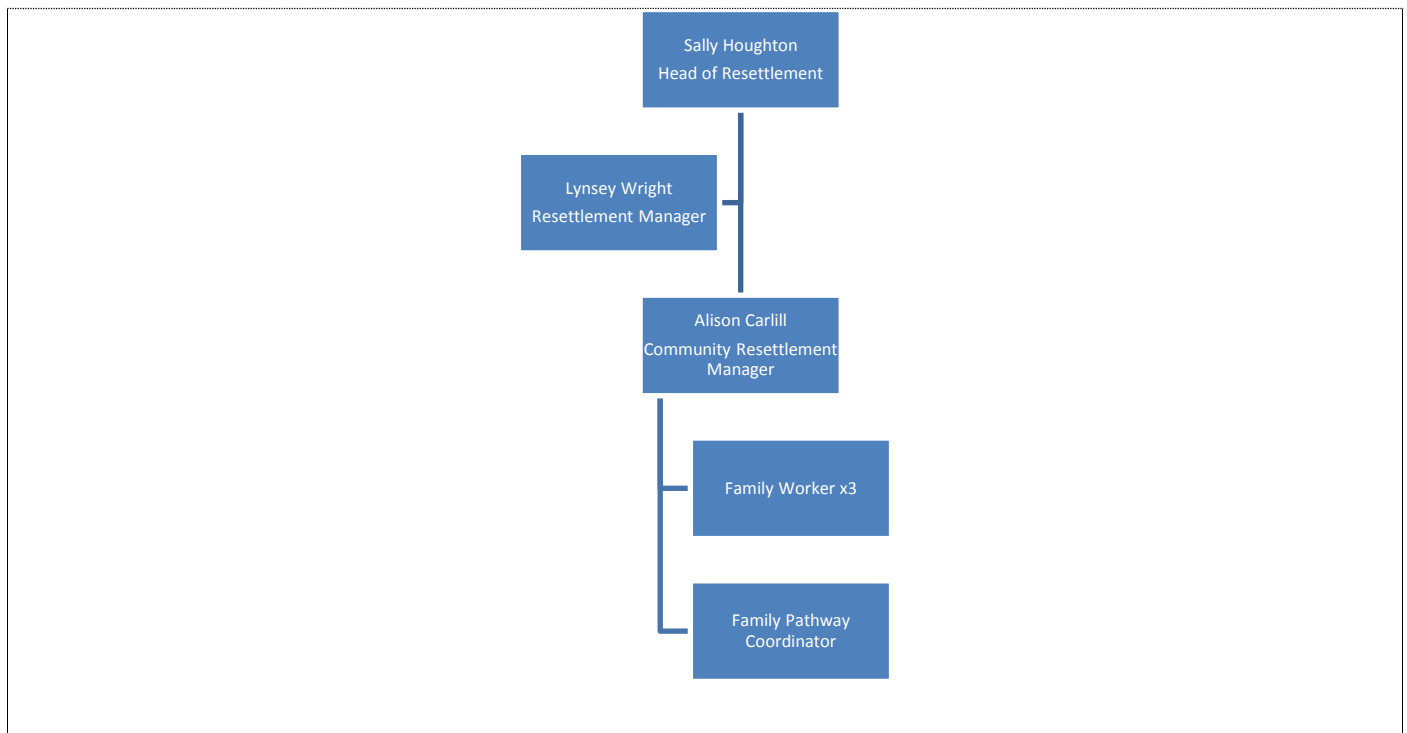 Sally Houghton
Head of Resettlement
Lynsey Wright
Resettlement Manager
Alison Carlill
Community Resettlement
Manager
Family Worker x3
Family Pathway
Coordinator